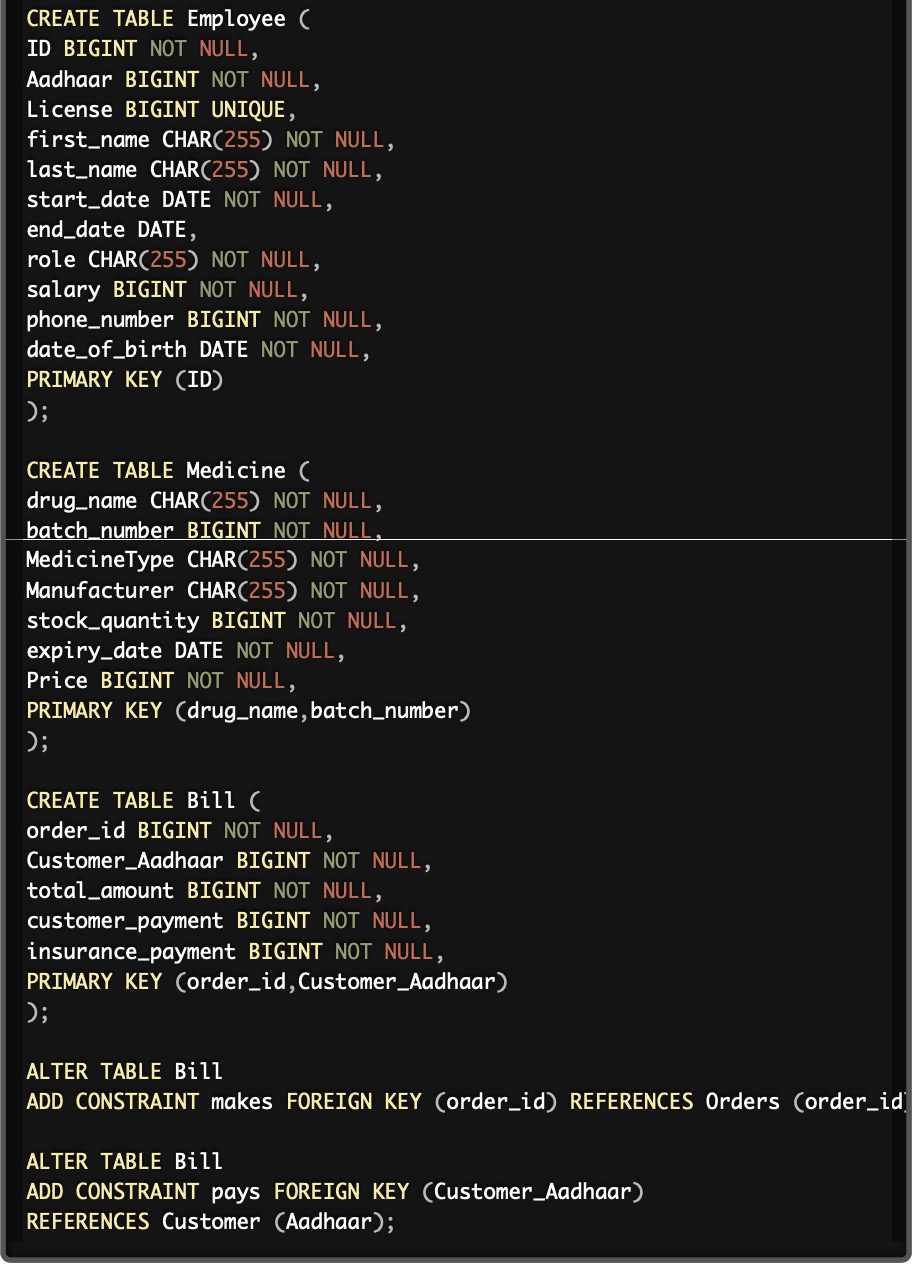 CREATE TABLE Employee (
ID BIGINT NOT NULL,
Aadhaar BIGINT NOT NULL,
License BIGINT UNIQUE,
first_name CHAR(255) NOT NULL,
last_name CHAR(255) NOT NULL,
start_date DATE NOT NULL,
end_date DATE,
role CHAR(255) NOT NULL,
salary BIGINT NOT NULL,
phone_number BIGINT NOT NULL,
date_of_birth DATE NOT NULL,
PRIMARY KEY (ID)
);
CREATE TABLE Medicine (
drug_name CHAR(255) NOT NULL,
batch_number BIGINT NOT NULL,
MedicineType CHAR(255) NOT NULL,
Manufacturer CHAR(255) NOT NULL,
stock_quantity BIGINT NOT NULL,
expiry_date DATE NOT NULL,
Price BIGINT NOT NULL,
PRIMARY KEY (drug_name,batch_number)
);
CREATE TABLE Bill (
order_id BIGINT NOT NULL,
Customer_Aadhaar BIGINT NOT NULL,
total_amount BIGINT NOT NULL,
customer_payment BIGINT NOT NULL,
insurance_payment BIGINT NOT NULL,
PRIMARY KEY (order_id,Customer_Aadhaar)
);
ALTER TABLE Bill
ADD CONSTRAINT makes FOREIGN KEY (order_id) REFERENCES Orders (order_id)
ALTER TABLE Bill
ADD CONSTRAINT pays FOREIGN KEY (Customer_Aadhaar)
REFERENCES Customer (Aadhaar);